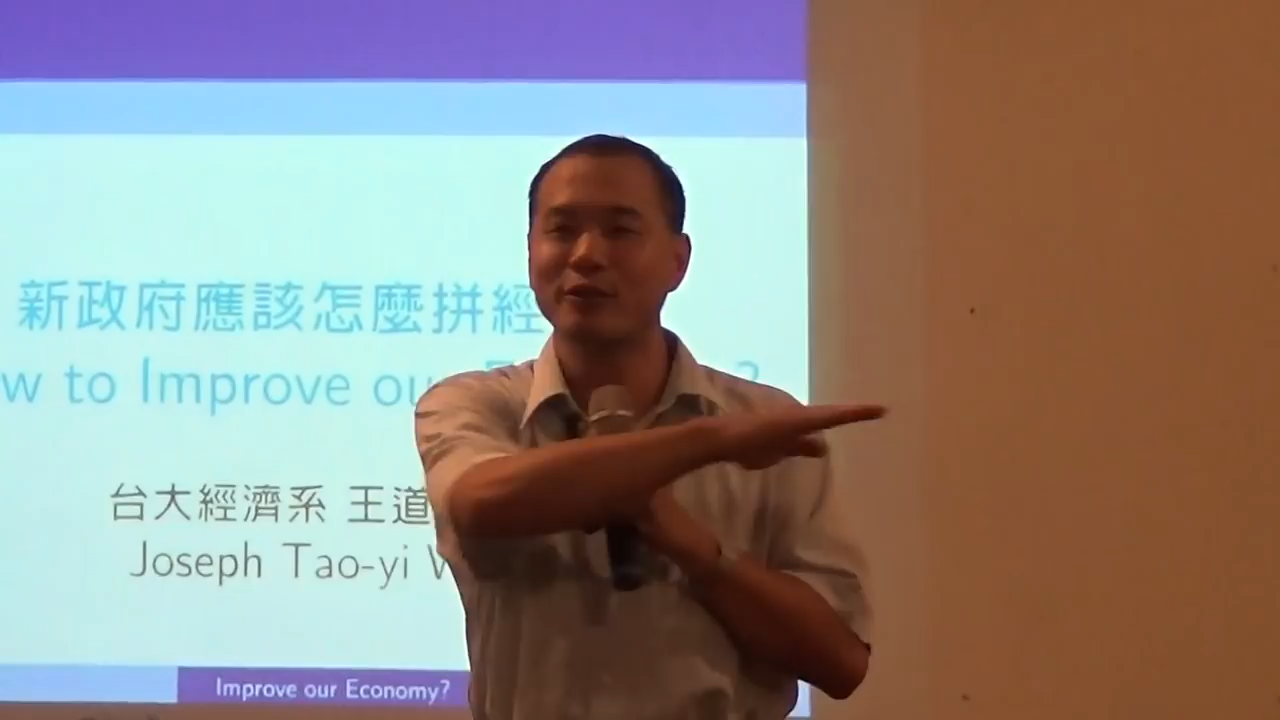 新政府應該怎麼拼經
w to Improve our
台大經濟系 王道
Joseph Tao-yi W
Improve our Economy?